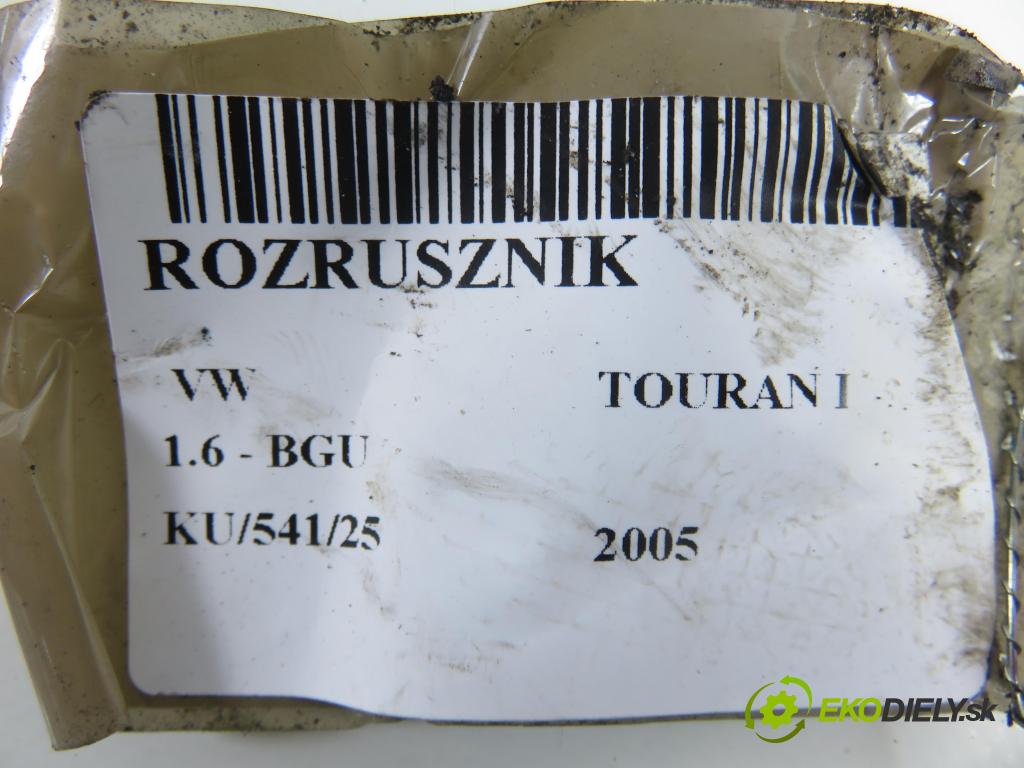 ROZRUSZNIK
VW TOURAN I
1.6 - BGU
KU/541/25 2005
EKODIELY.sk